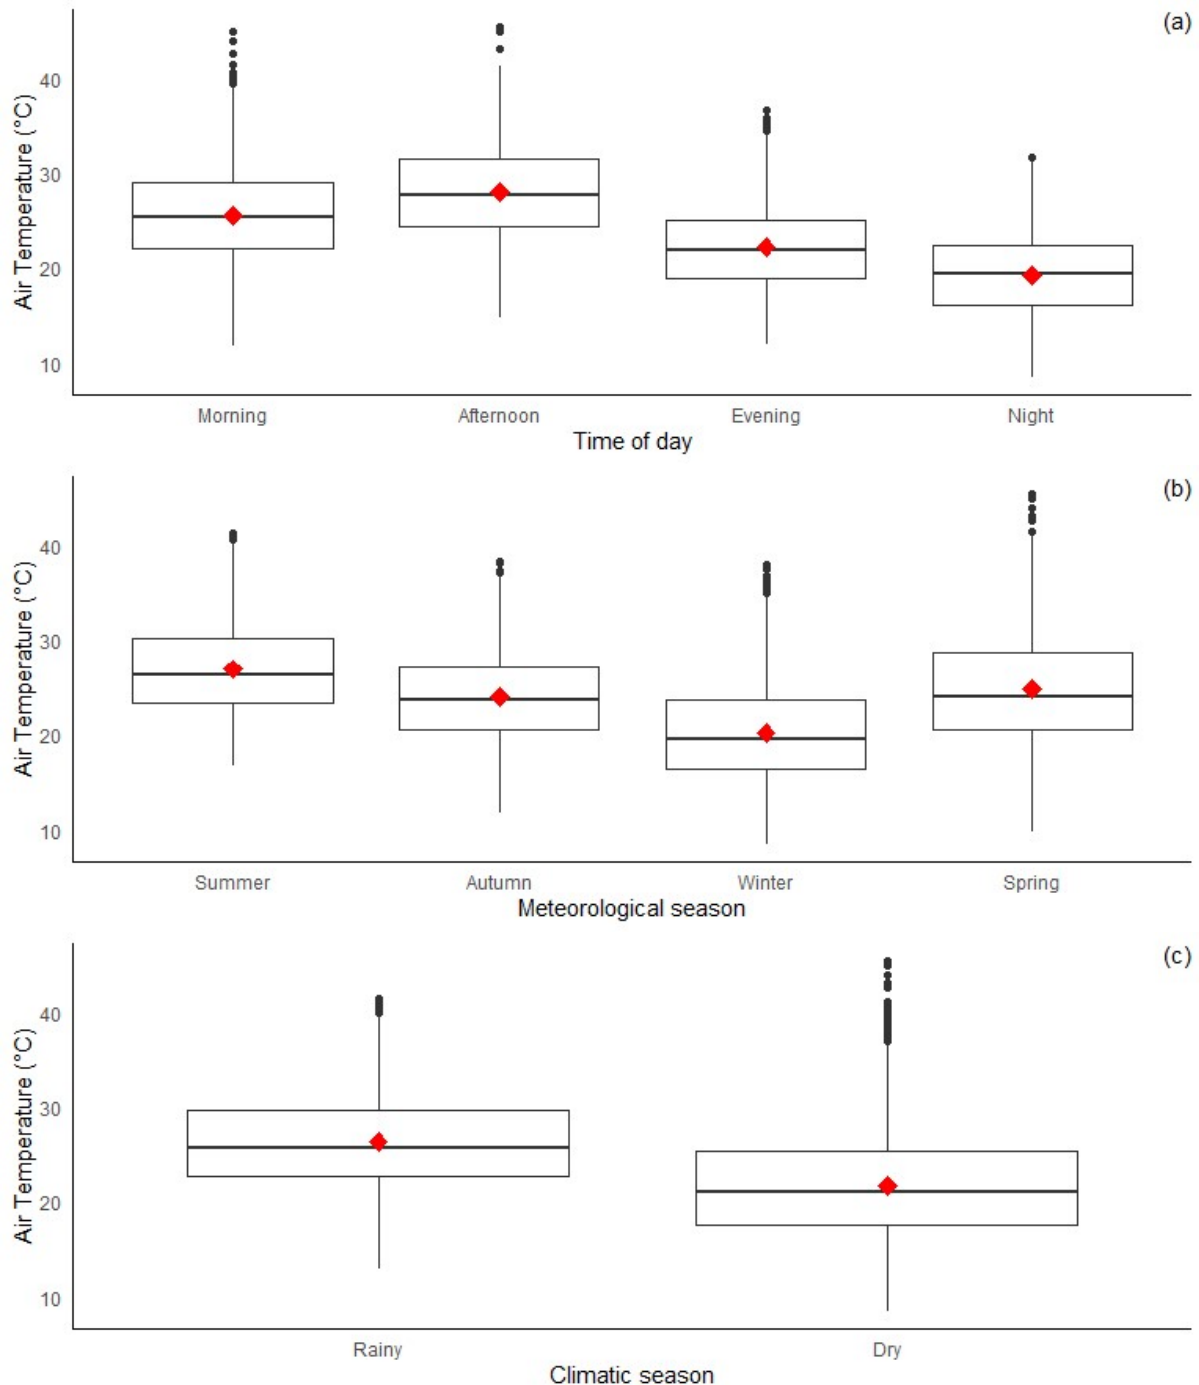 (a)
40
30
20
10
Air Temperature (°C)
Morning Afternoon Evening Night
Time of day
(b)
40
30
20
10
Air Temperature (°C)
Summer Autumn Winter Spring
Meteorological season
(c)
40
30
20
10
Air Temperature (°C)
Rainy Dry
Climatic season